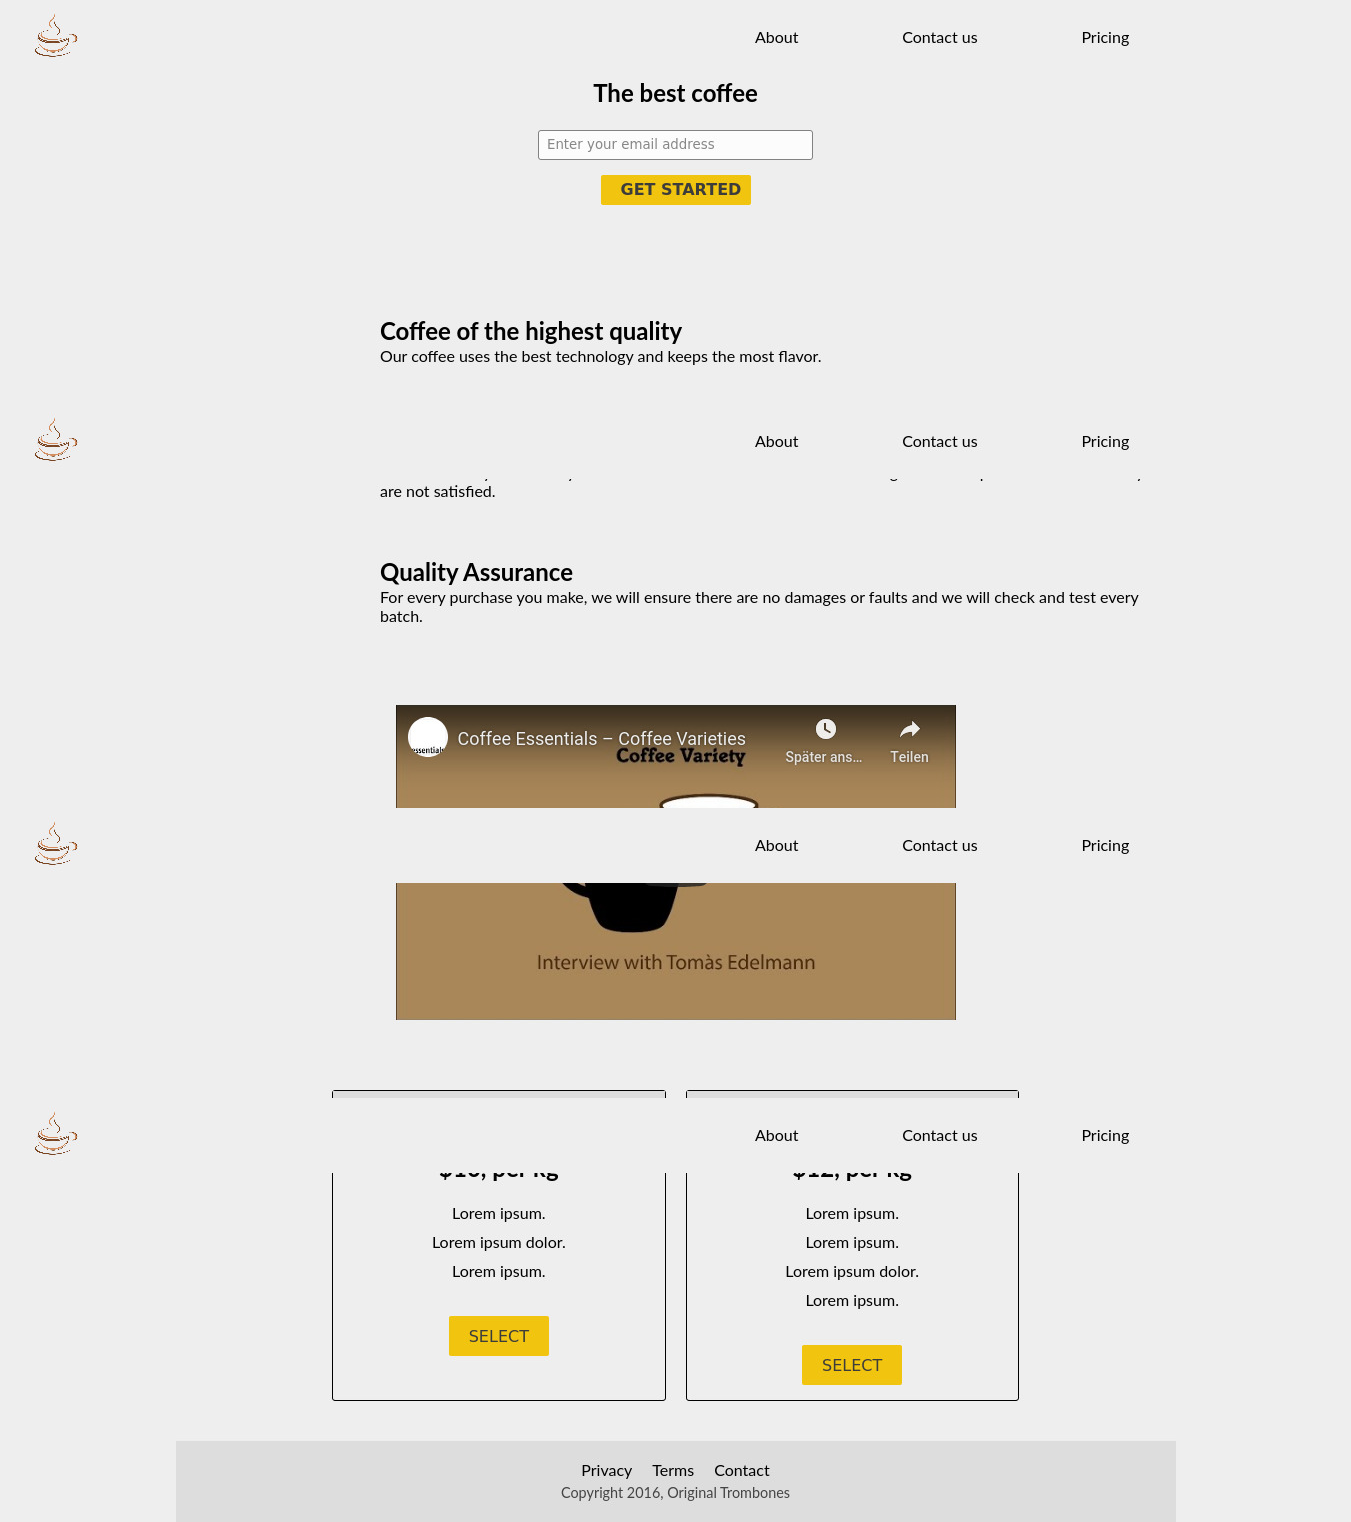 About Contact us Pricing
The best coffee
Enter your email address
GET STARTED
Coffee of the highest quality
Our coffee uses the best technology and keeps the most flavor.
About Contact us Pricing
are not satisfied.
Quality Assurance
For every purchase you make, we will ensure there are no damages or faults and we will check and test every
batch.
essentials
Coffee Essentials – Coffee Varieties
Später ans...
Teilen
Coffee Variety
About Contact us Pricing
Interview with Tomàs Edelmann
About Contact us Pricing
per kg
$12, per kg
Lorem ipsum.
Lorem ipsum dolor.
Lorem ipsum.
SELECT
Lorem ipsum.
Lorem ipsum.
Lorem ipsum dolor.
Lorem ipsum.
SELECT
Privacy Terms Contact
Copyright 2016, Original Trombones